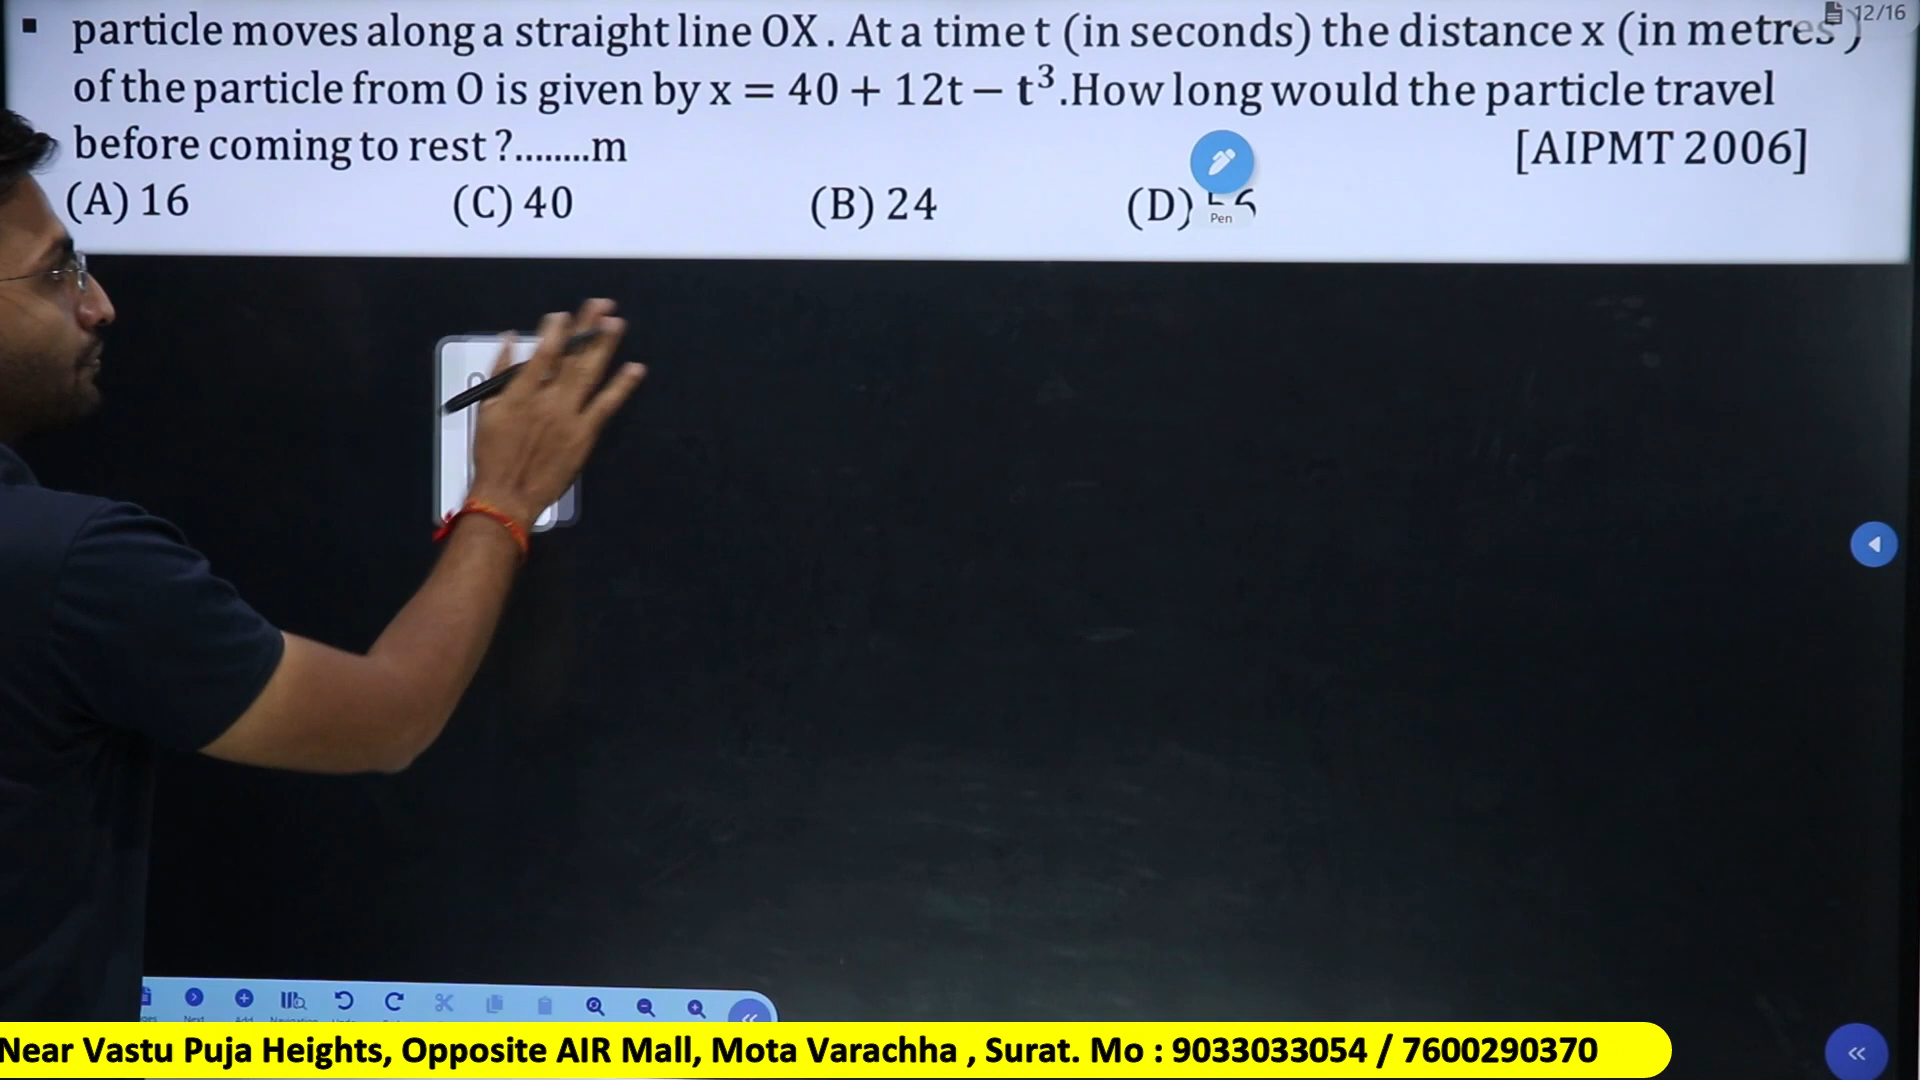 12/16
▪ particle moves along a straight line OX . At a time t (in seconds) the distance x (in metres )
of the particle from O is given by x = 40 + 12t − t³.How long would the particle travel
before coming to rest ?........m [AIPMT 2006]
(A) 16 (C) 40 (B) 24 (D)
Pen
Next Add
Near Vastu Puja Heights, Opposite AIR Mall, Mota Varachha , Surat. Mo : 9033033054 / 7600290370